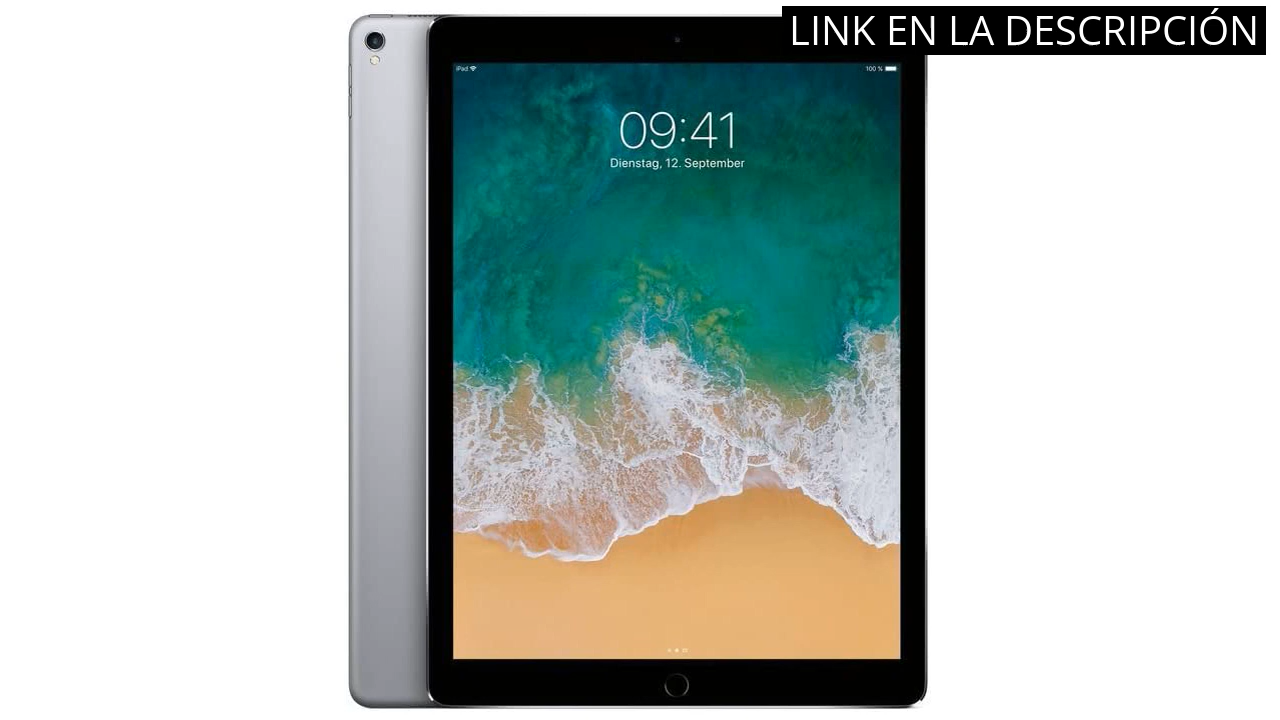 LINK EN LA DESCRIPCIÓN
iPad
100 %
09:41
Dienstag, 12. September